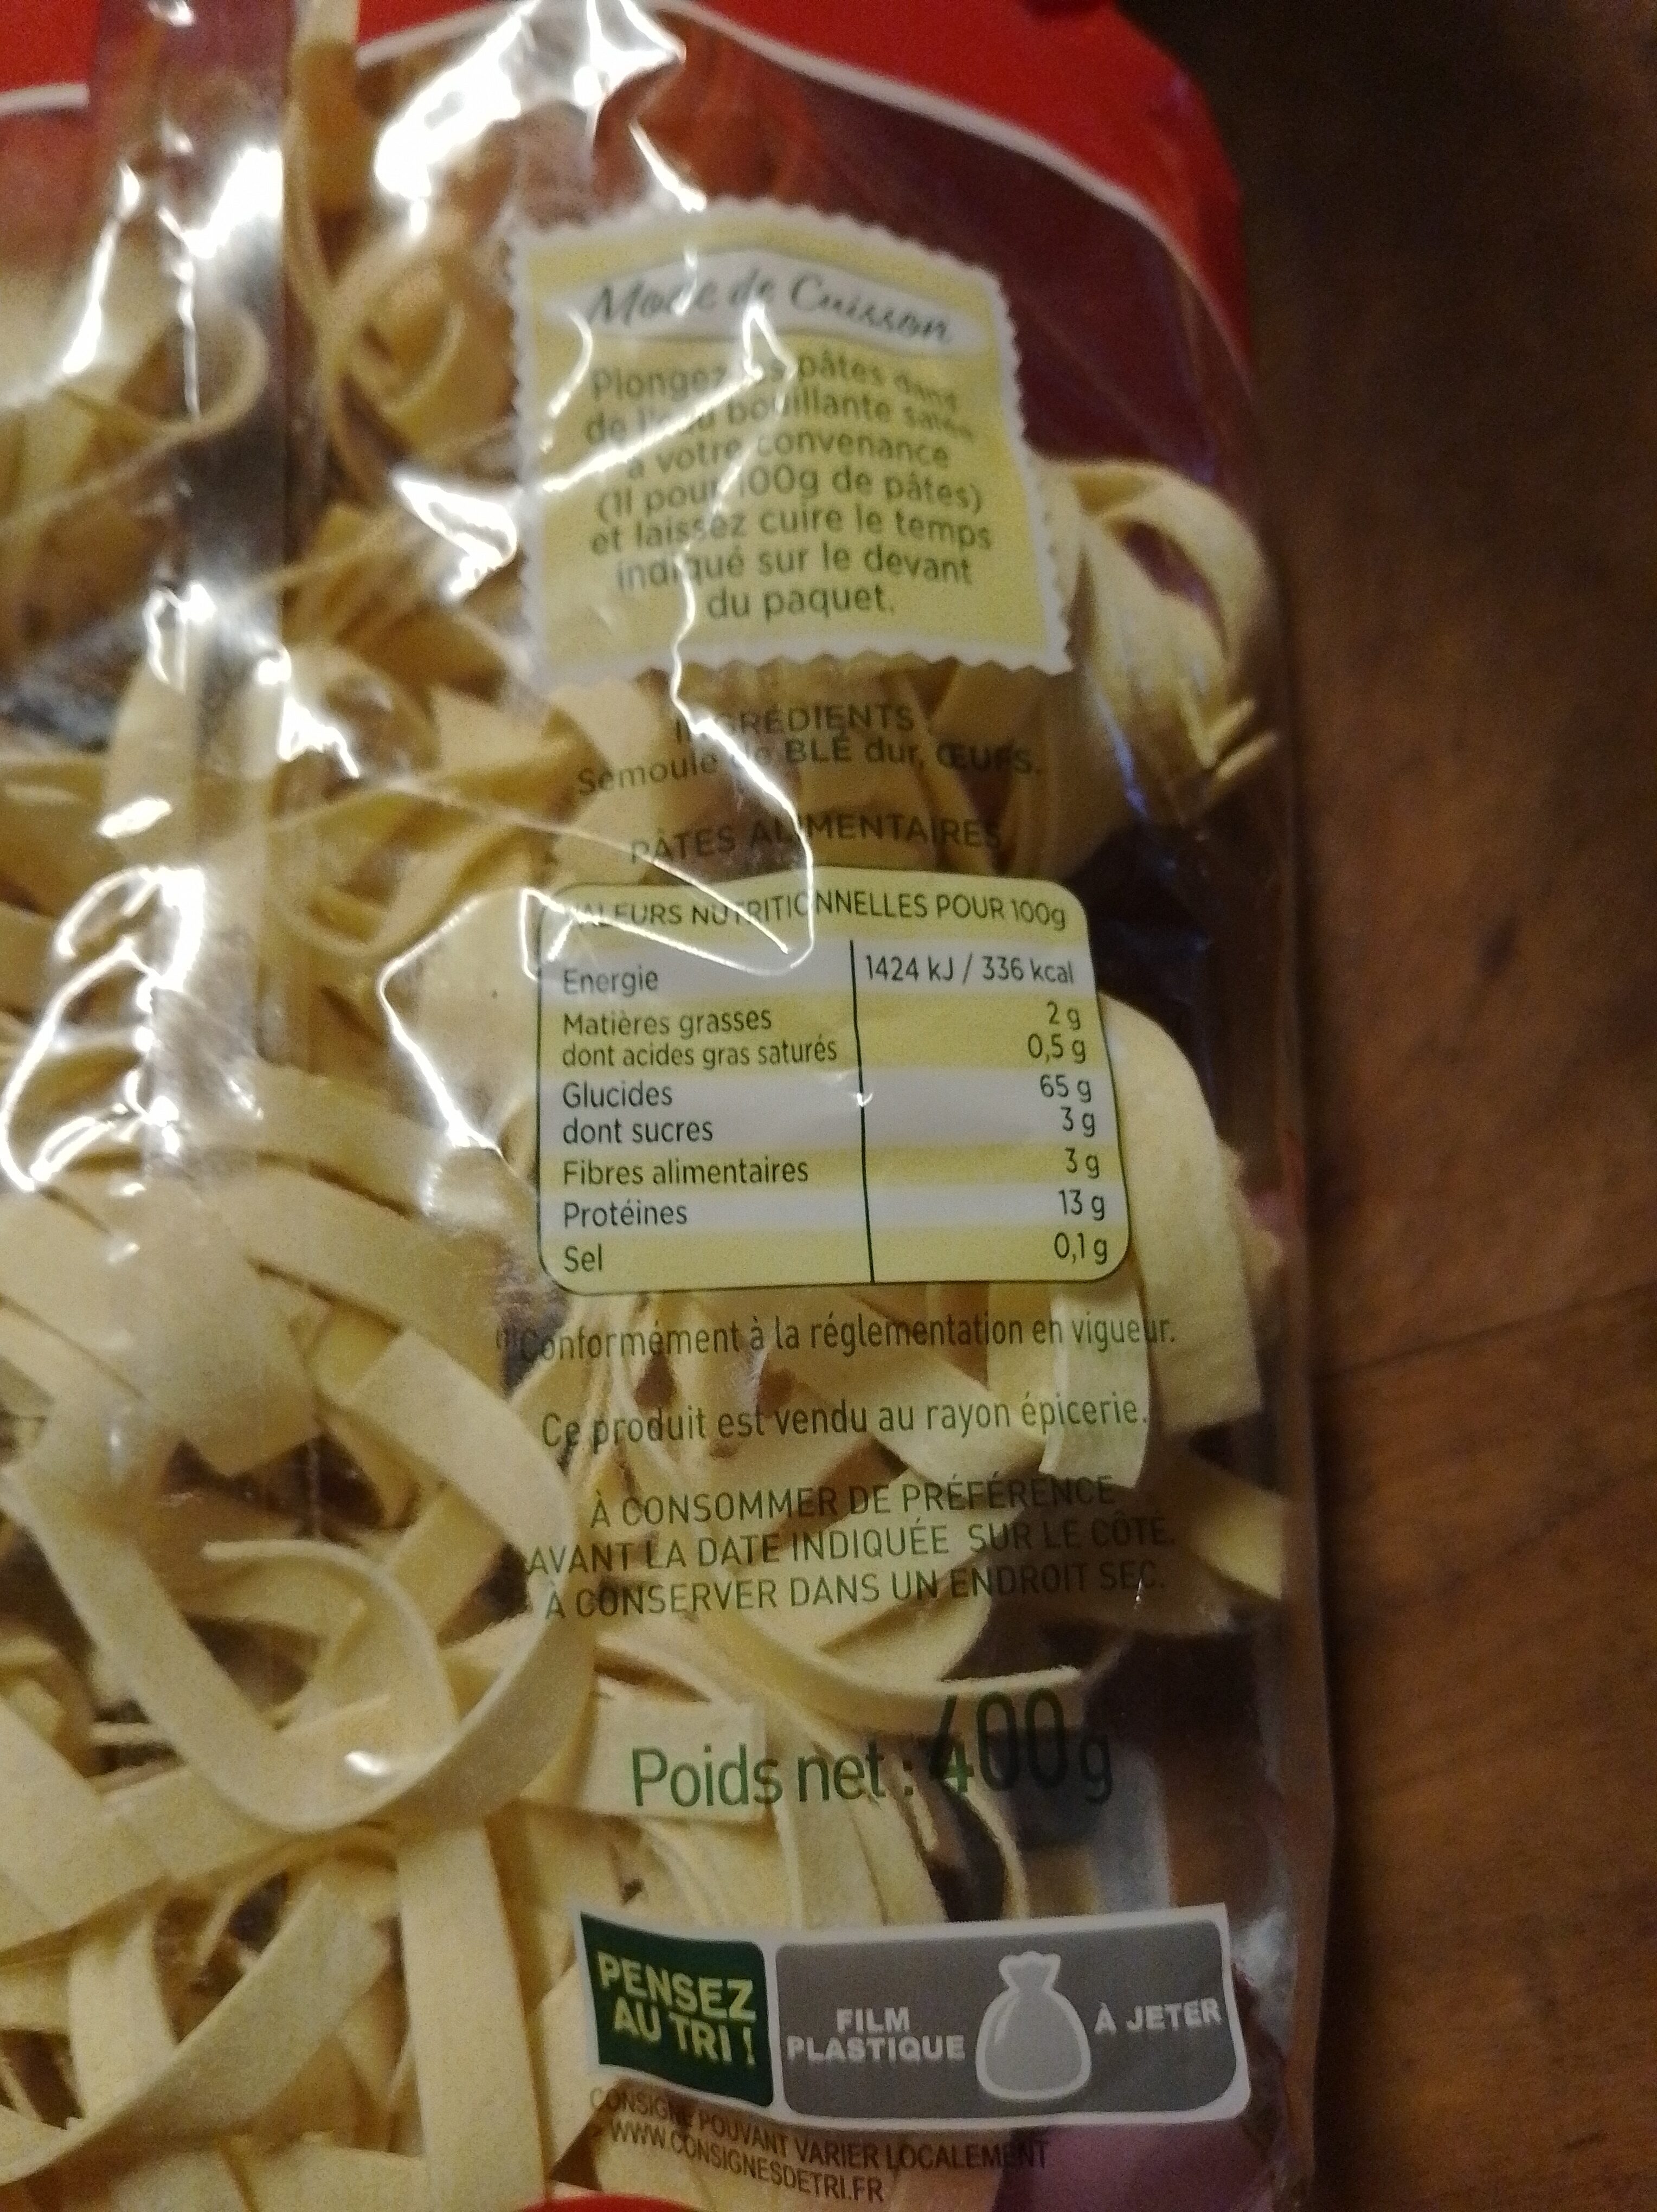 Mode de Cuisson
Plongez les pâtes dans
de l'eau bouillante salée
à votre convenance
(1l pour 100g de pâtes)
et laissez cuire le temps
indiqué sur le devant
du paquet.
INGRÉDIENTS
Semoule de BLÉ dur, ŒUFS.
PÂTES ALIMENTAIRES
VALEURS NUTRITIONNELLES POUR 100g
Energie 1424 kJ / 336 kcal
Matières grasses 2 g
dont acides gras saturés 0,5 g
Glucides 65 g
dont sucres 3 g
Fibres alimentaires 3 g
Protéines 13 g
Sel 0,1 g
(1)Conformément à la réglementation en vigueur.
Ce produit est vendu au rayon épicerie.
À CONSOMMER DE PRÉFÉRENCE
AVANT LA DATE INDIQUÉE SUR LE CÔTÉ.
À CONSERVER DANS UN ENDROIT SEC.
Poids net : 400g
PENSEZ
AU TRI !
FILM
PLASTIQUE
À JETER
CONSIGNE POUVANT VARIER LOCALEMENT
WWW.CONSIGNESDETRI.FR